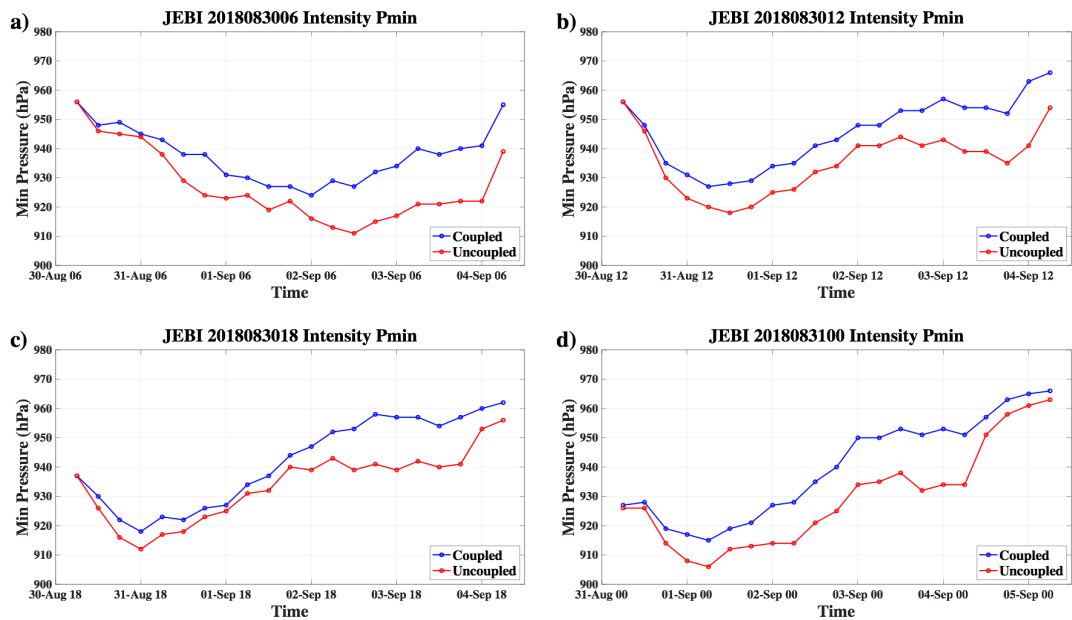 a)
JEBI 2018083006 Intensity Pmin
980
970
960
950
940
930
920
910
900
Min Pressure (hPa)
30-Aug 06
31-Aug 06
01-Sep 06
02-Sep 06
03-Sep 06
04-Sep 06
Time
Coupled
Uncoupled
b)
JEBI 2018083012 Intensity Pmin
980
970
960
950
940
930
920
910
900
Min Pressure (hPa)
30-Aug 12
31-Aug 12
01-Sep 12
02-Sep 12
03-Sep 12
04-Sep 12
Time
Coupled
Uncoupled
c)
JEBI 2018083018 Intensity Pmin
980
970
960
950
940
930
920
910
900
Min Pressure (hPa)
30-Aug 18
31-Aug 18
01-Sep 18
02-Sep 18
03-Sep 18
04-Sep 18
Time
Coupled
Uncoupled
d)
JEBI 2018083100 Intensity Pmin
980
970
960
950
940
930
920
910
900
Min Pressure (hPa)
31-Aug 00
01-Sep 00
02-Sep 00
03-Sep 00
04-Sep 00
05-Sep 00
Time
Coupled
Uncoupled